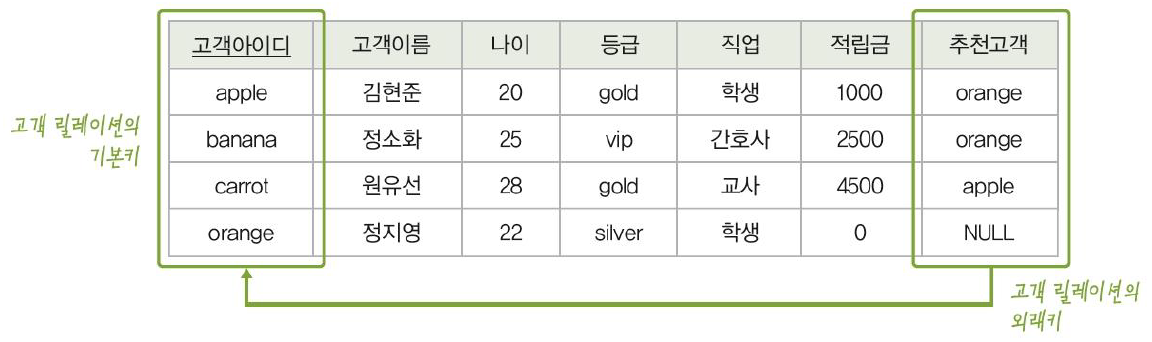 고객아이디 고객이름 나이 등급 직업 적립금 추천고객
apple 김현준 20 gold 학생 1000 orange
banana 정소화 25 vip 간호사 2500 orange
carrot 원유선 28 gold 교사 4500 apple
orange 정지영 22 silver 학생 0 NULL
고객 릴레이션의
기본키
고객 릴레이션의
외래키